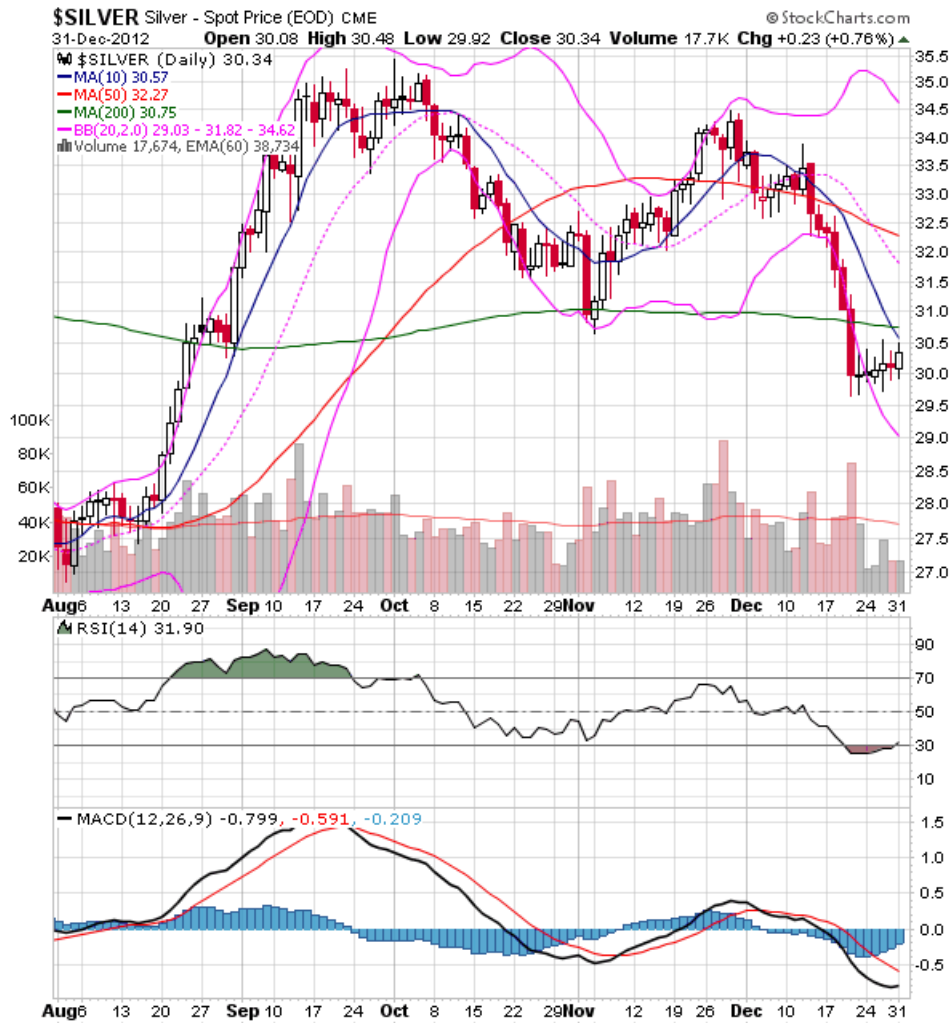 $SILVER Silver - Spot Price (EOD) CME © StockCharts.com
31-Dec-2012 Open 30.08 High 30.48 Low 29.92 Close 30.34 Volume 17.7K Chg +0.23 (+0.76%)
$SILVER (Daily) 30.34
MA(10) 30.57
MA(50) 32.27
MA(200) 30.75
BB(20,2.0) 29.03 - 31.82 - 34.62
Volume 17,674, EMA(60) 38,734
35.5
35.0
34.5
34.0
33.5
33.0
32.5
32.0
31.5
31.0
30.5
30.0
29.5
29.0
28.5
28.0
27.5
27.0
100K
80K
60K
40K
20K
Aug 6 13 20 27 Sep 10 17 24 Oct 8 15 22 29 Nov 12 19 26 Dec 10 17 24 31
RSI(14) 31.90
90
70
50
30
10
MACD(12,26,9) -0.799, -0.591, -0.209
1.5
1.0
0.5
0.0
-0.5
Aug 6 13 20 27 Sep 10 17 24 Oct 8 15 22 29 Nov 12 19 26 Dec 10 17 24 31